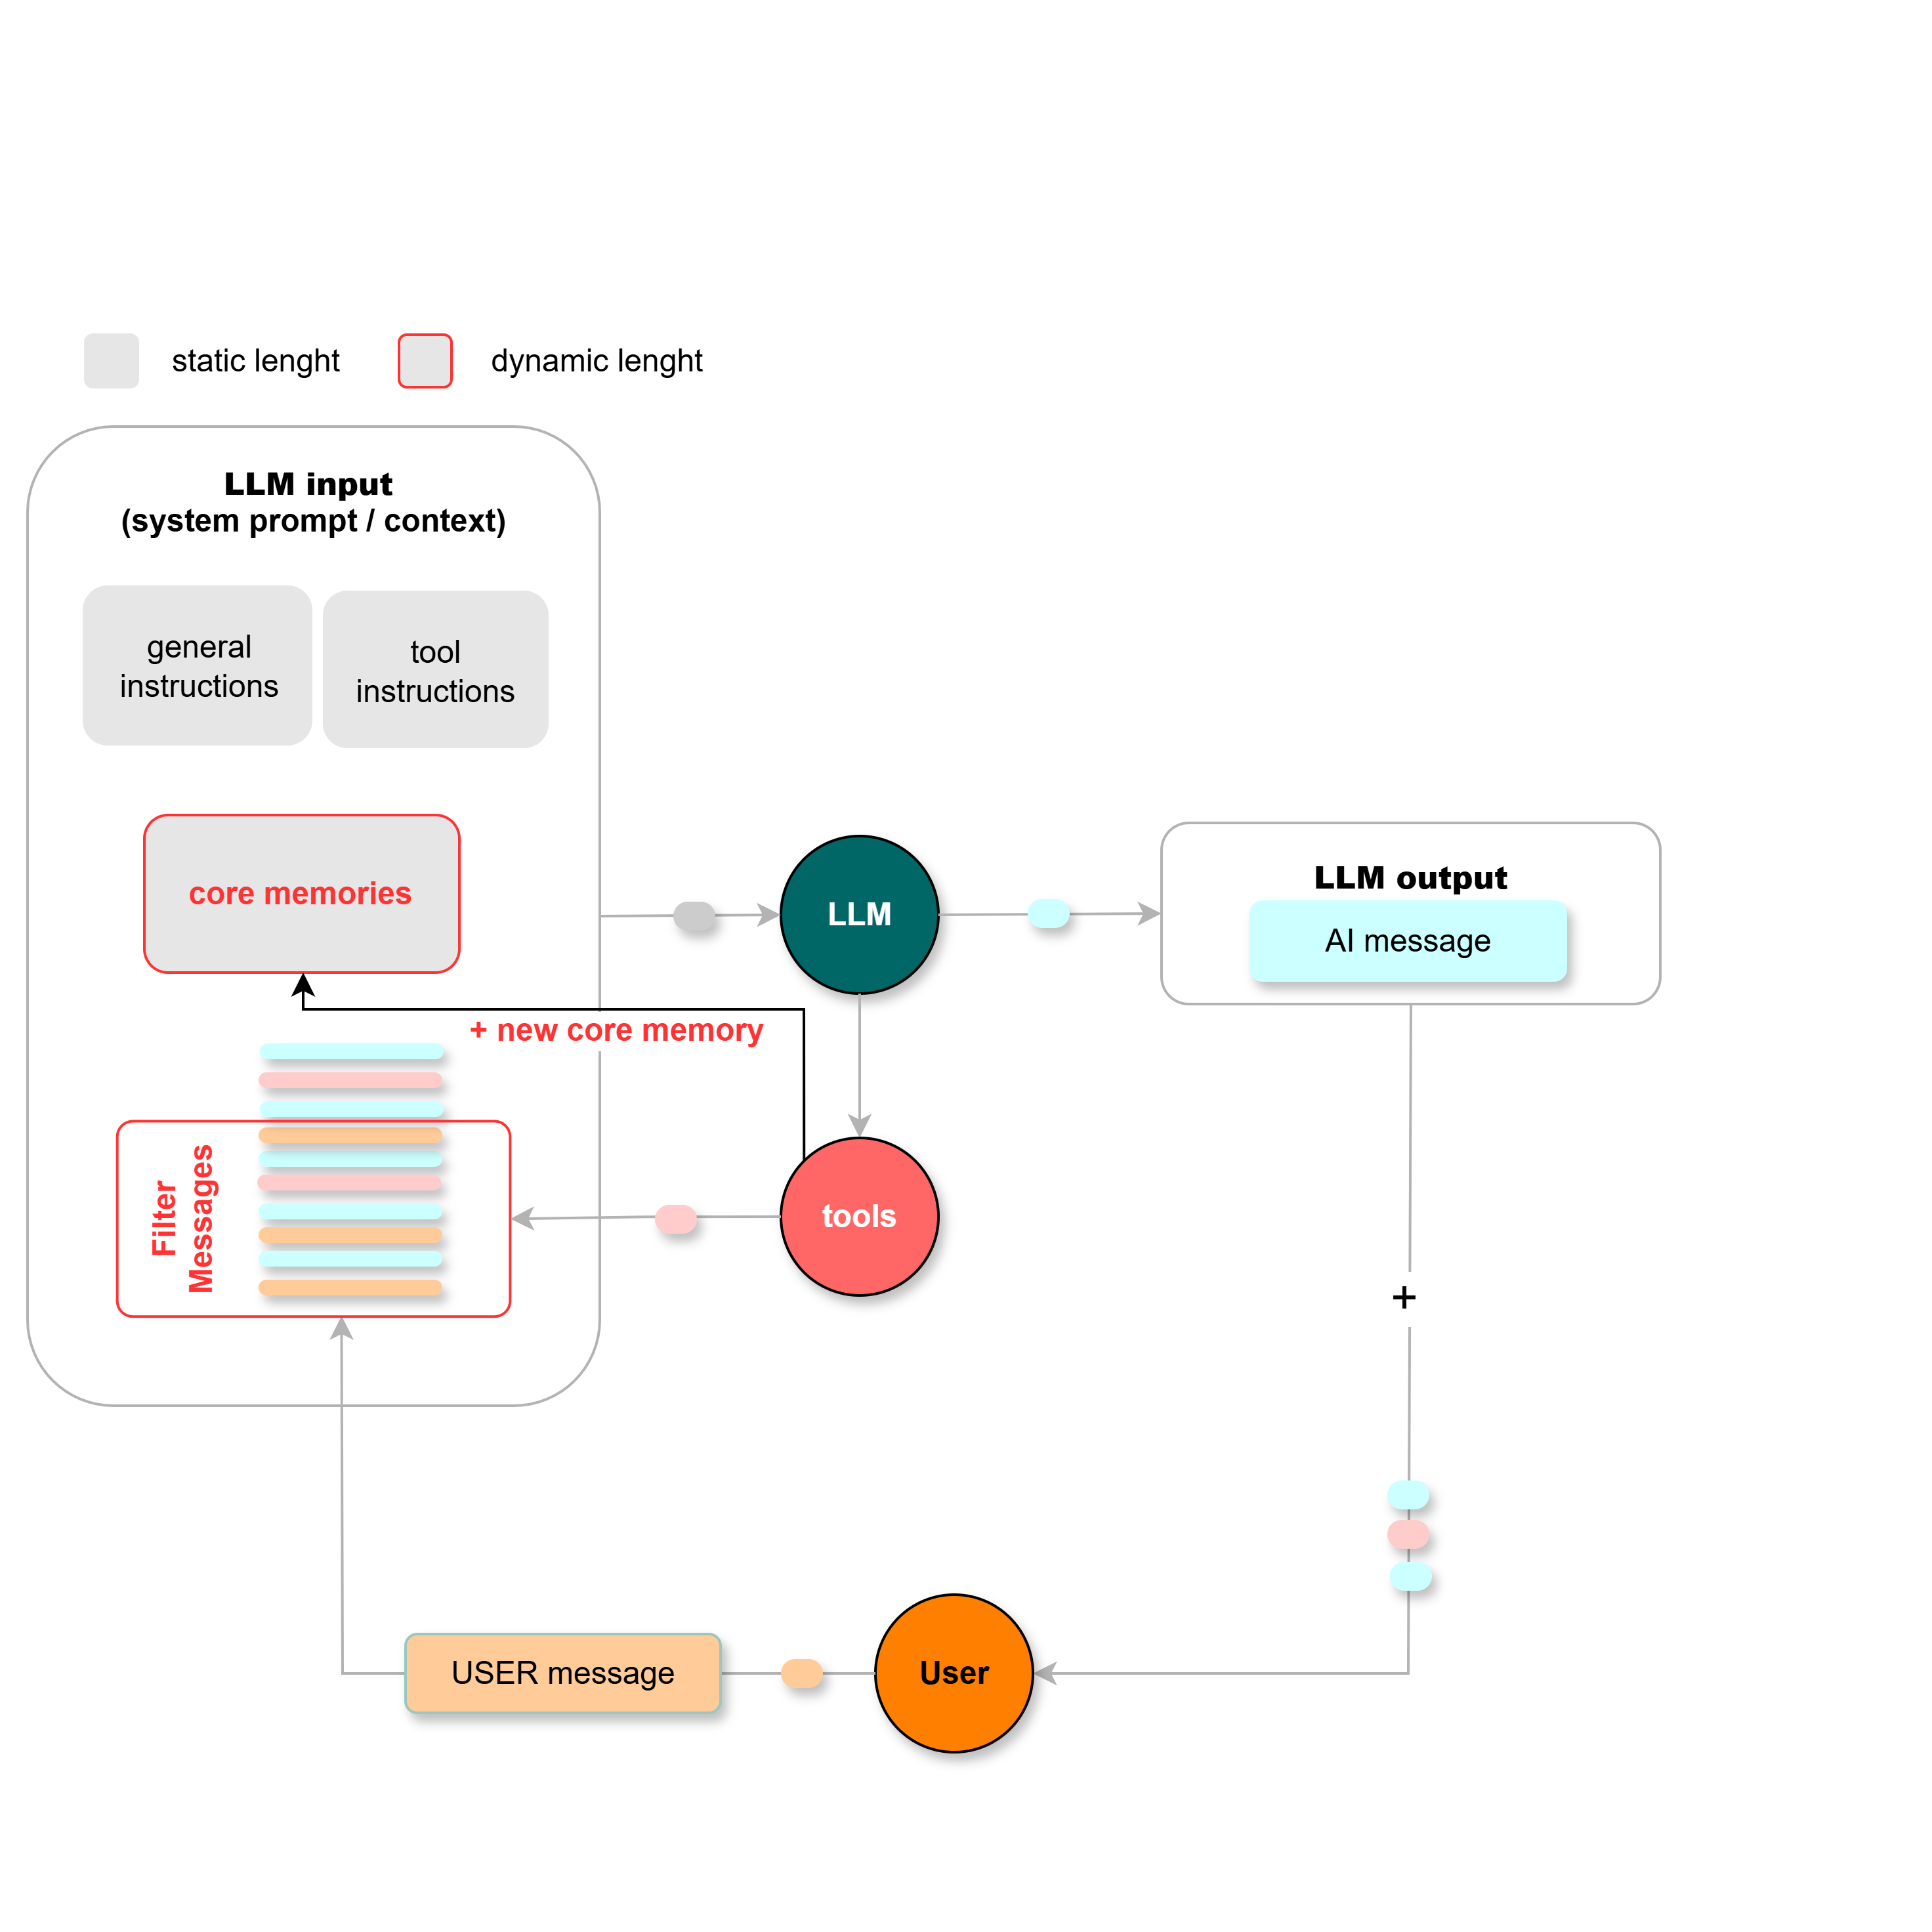 static lenght
dynamic lenght
LLM input
(system prompt / context)
general
instructions
tool
instructions
core memories
LLM
LLM output
AI message
+ new core memory
Filter
Messages
tools
+
USER message
User